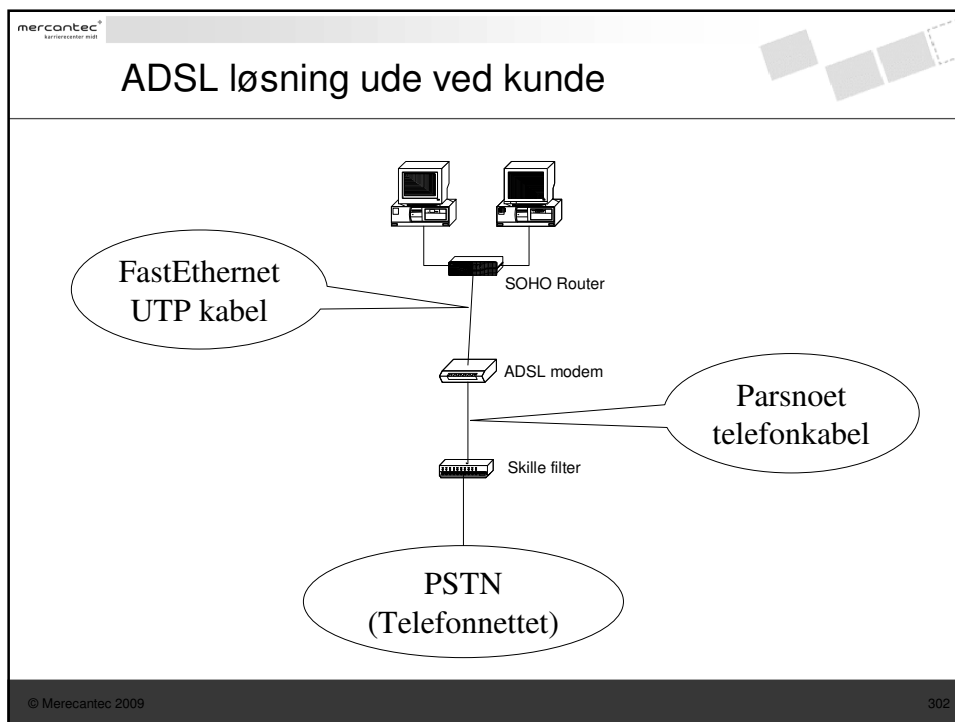 mercantec+
karrierecenter midt
ADSL løsning ude ved kunde
FastEthernet
UTP kabel
SOHO Router
ADSL modem
Parsnoet
telefonkabel
Skille filter
PSTN
(Telefonnettet)
© Merecantec 2009
302